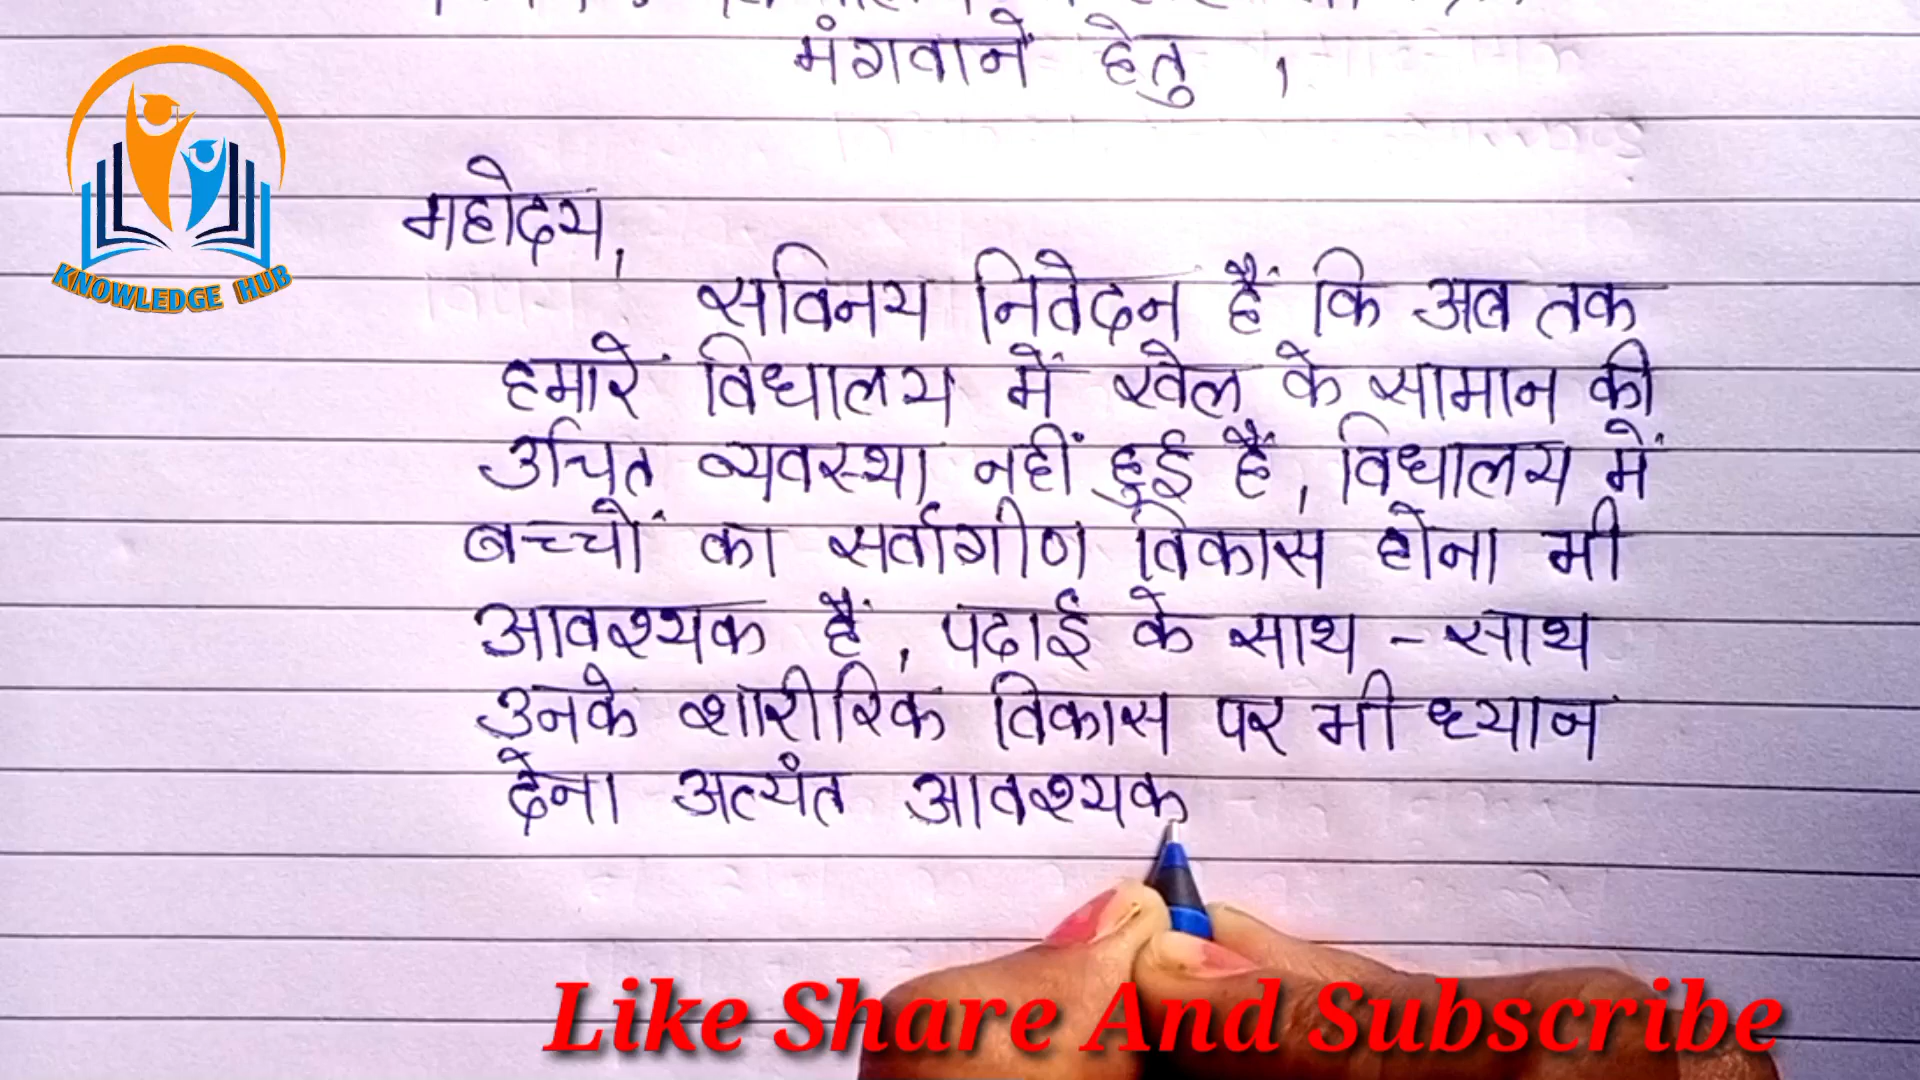 मंगवाने हेतु ,
महोदय,
सविनय निवेदन हैं कि अब तक
हमारे विधालय में खेल के सामान की
उचित व्यवस्था नहीं हुई हैं, विधालय में
बच्चों का सर्वागीण विकास होना भी
आवश्यक हैं, पढाई के साथ - साथ
उनके शारीरिक विकास पर भी ध्यान
देना अत्यंत आवश्यक
KNOWLEDGE HUB
Like Share And Subscribe